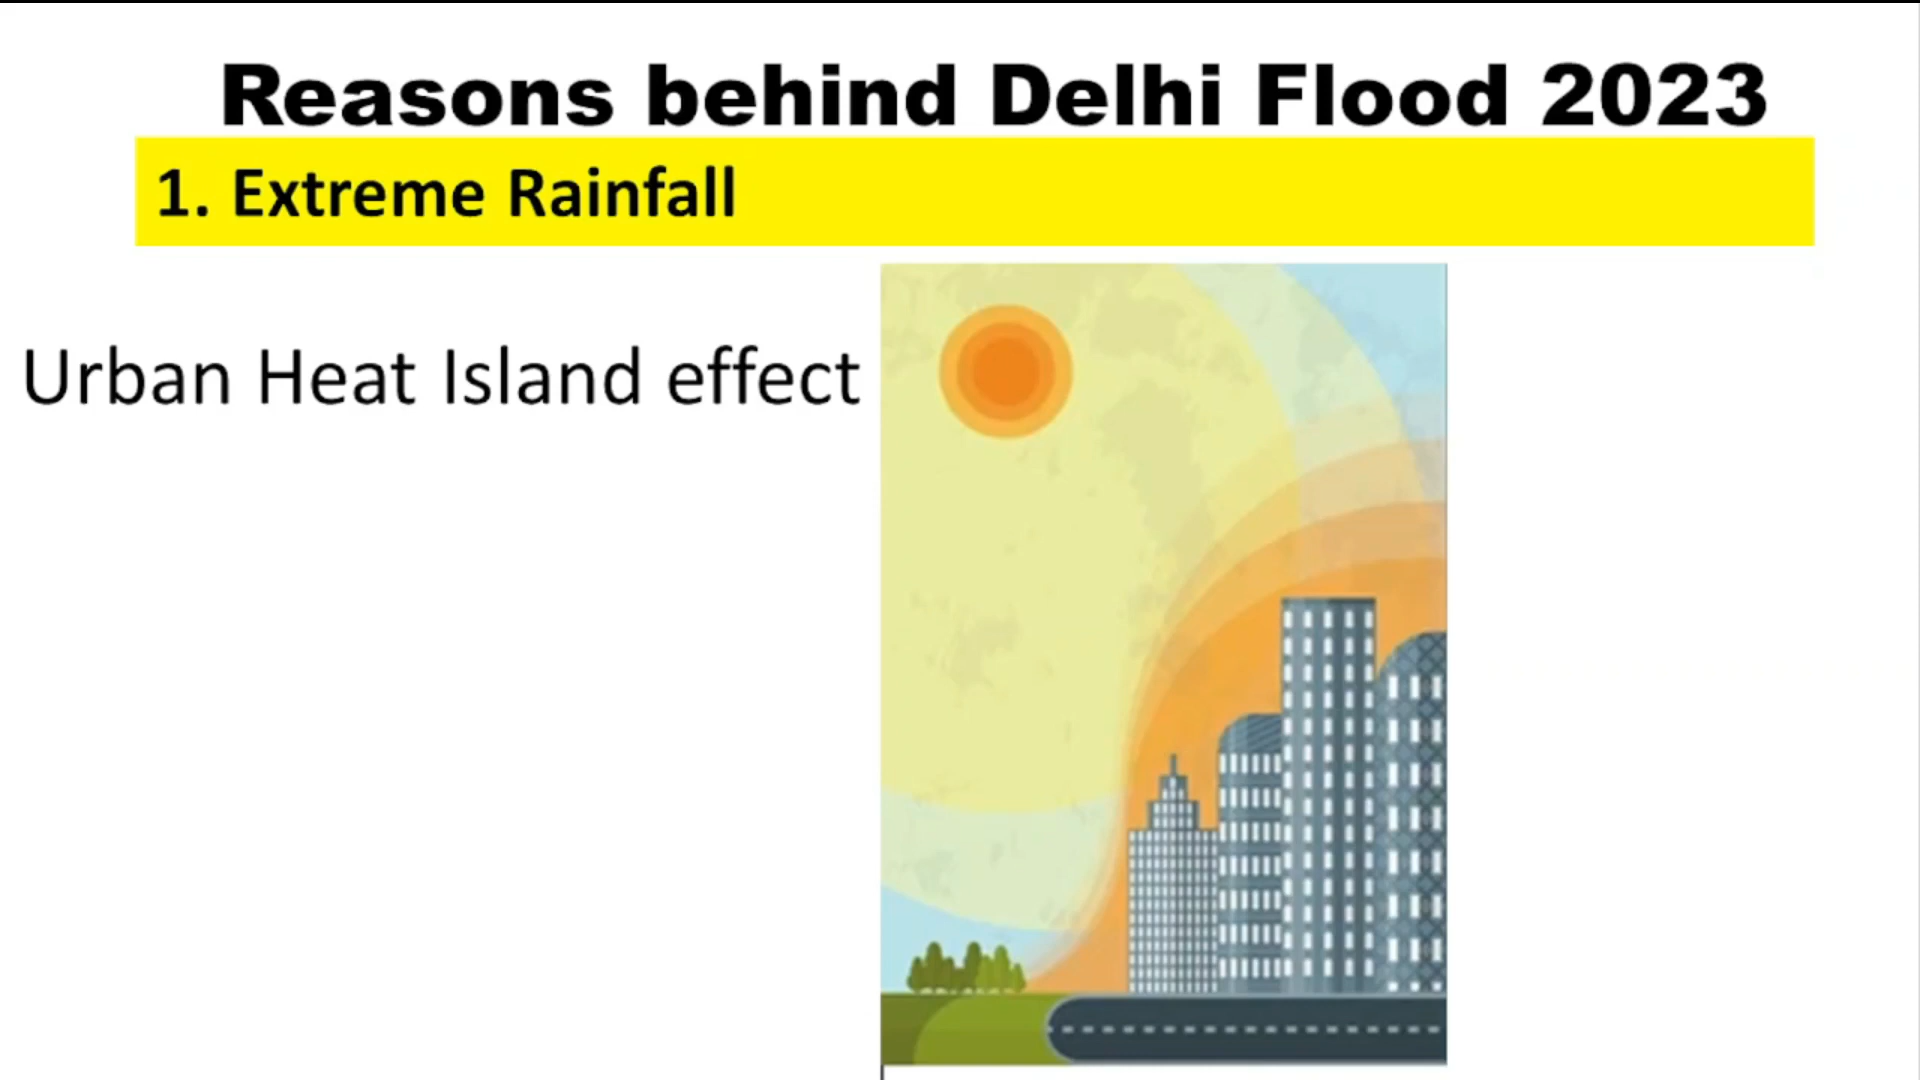 Reasons behind Delhi Flood 2023
1. Extreme Rainfall
Urban Heat Island effect